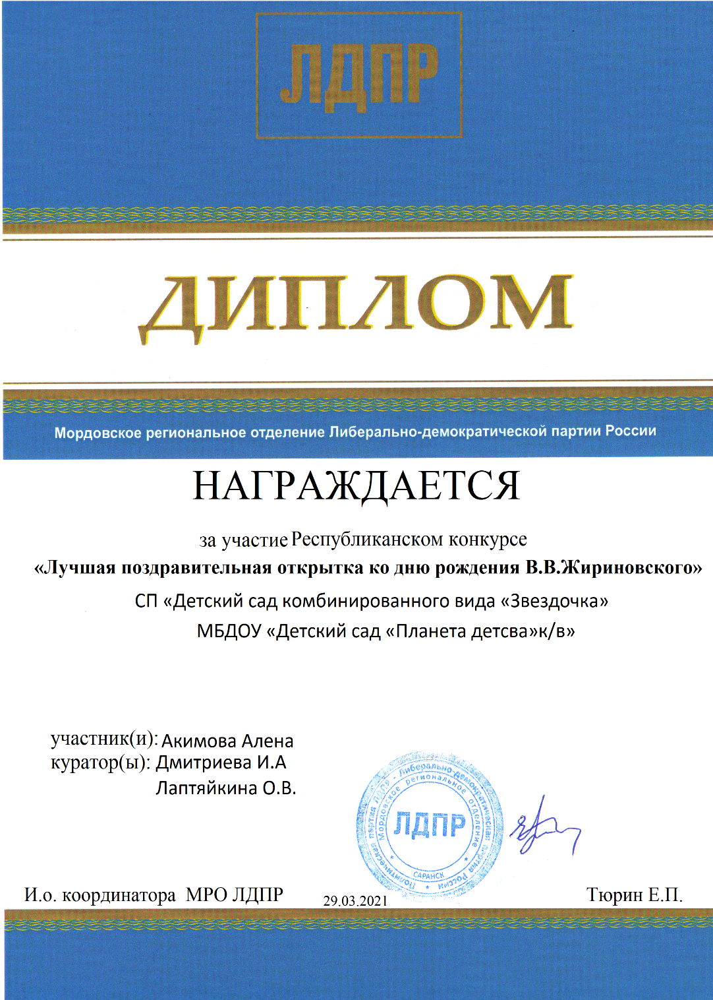 ЛДПР
ДИПЛОМ
Мордовское региональное отделение Либерально-демократической партии России
НАГРАЖДАЕТСЯ
за участие Республиканском конкурсе
«Лучшая поздравительная открытка ко дню рождения В.В.Жириновского»
СП «Детский сад комбинированного вида «Звездочка»
МБДОУ «Детский сад «Планета детсва»к/в»
участник(и): Акимова Алена
куратор(ы): Дмитриева И.А
Лаптяйкина О.В.
Политическая партия ЛДПР - Либерально-демократическая партия России
Мордовское региональное отделение
ЛДПР
САРАНСК
И.о. координатора МРО ЛДПР 29.03.2021 Тюрин Е.П.